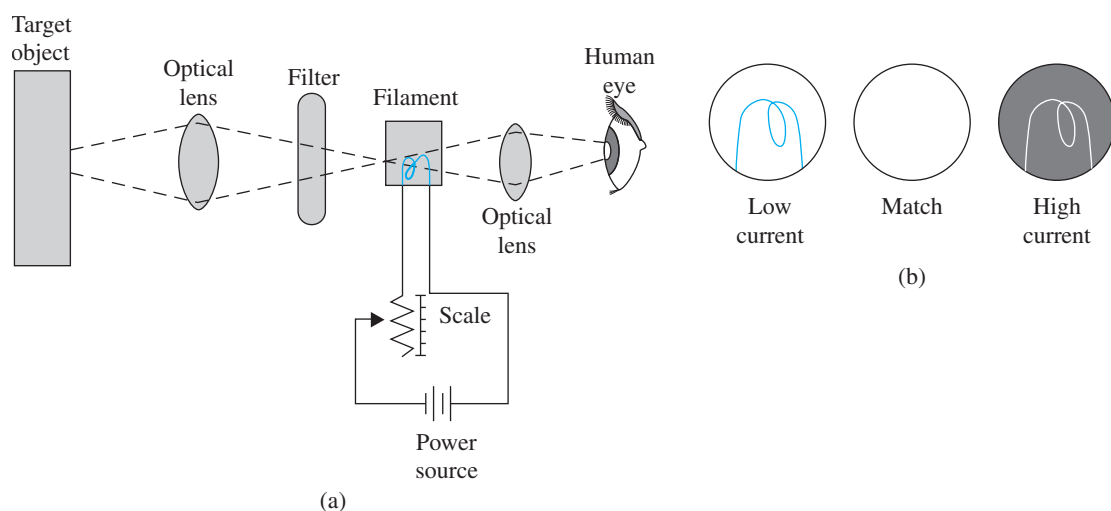 Target
object
Optical
lens
Filter
Filament
Human
eye
Optical
lens
Scale
Power
source
(a)
Low
current
Match
High
current
(b)